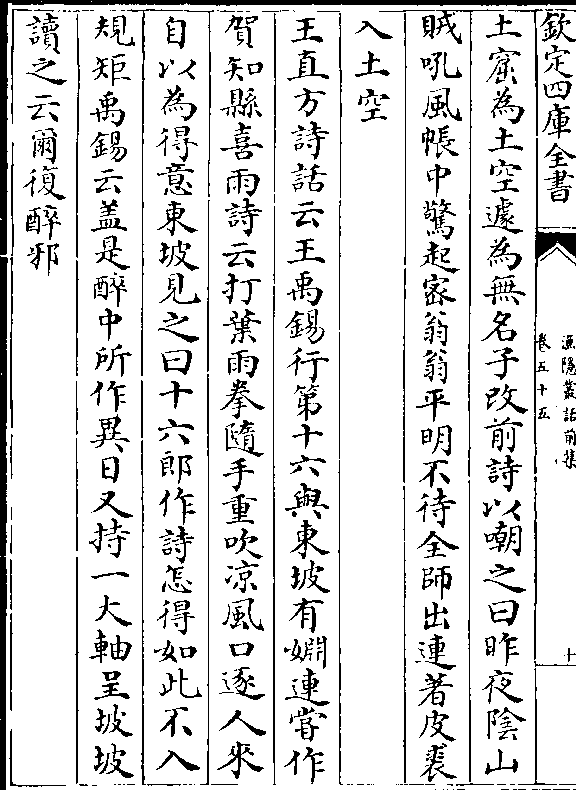 欽定四庫全書
漁隱叢話前集
卷五十五
十
土窟為土空遽為無名子改前詩以嘲之曰昨夜陰山
賊吼風帳中驚起宻翁翁平明不待全師出連著皮裘
入土空
王直方詩話云王禹錫行第十六與東坡有婣連甞作
賀知縣喜雨詩云打葉雨拳隨手重吹凉風口逐人來
自以為得意東坡見之曰十六郎作詩怎得如此不入
規矩禹錫云盖是醉中所作異日又持一大軸呈坡坡
讀之云爾復醉邪